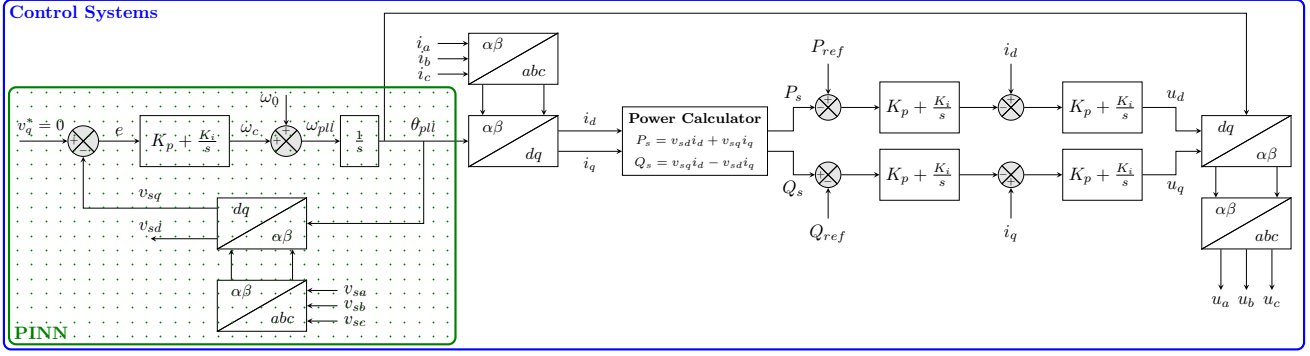 Control Systems
i_a
i_b
i_c
αβ
abc
αβ
dq
v_q^* = 0
e
K_p + K_i/s
ω_c
ω_0
ω_pll
1/s
θ_pll
v_sq
v_sd
dq
αβ
αβ
abc
v_sa
v_sb
v_sc
PINN
i_d
i_q
Power Calculator
P_s = v_sd i_d + v_sq i_q
Q_s = v_sq i_d − v_sd i_q
P_s
Q_s
P_ref
Q_ref
K_p + K_i/s
K_p + K_i/s
i_d
i_q
K_p + K_i/s
K_p + K_i/s
u_d
u_q
dq
αβ
αβ
abc
u_a u_b u_c